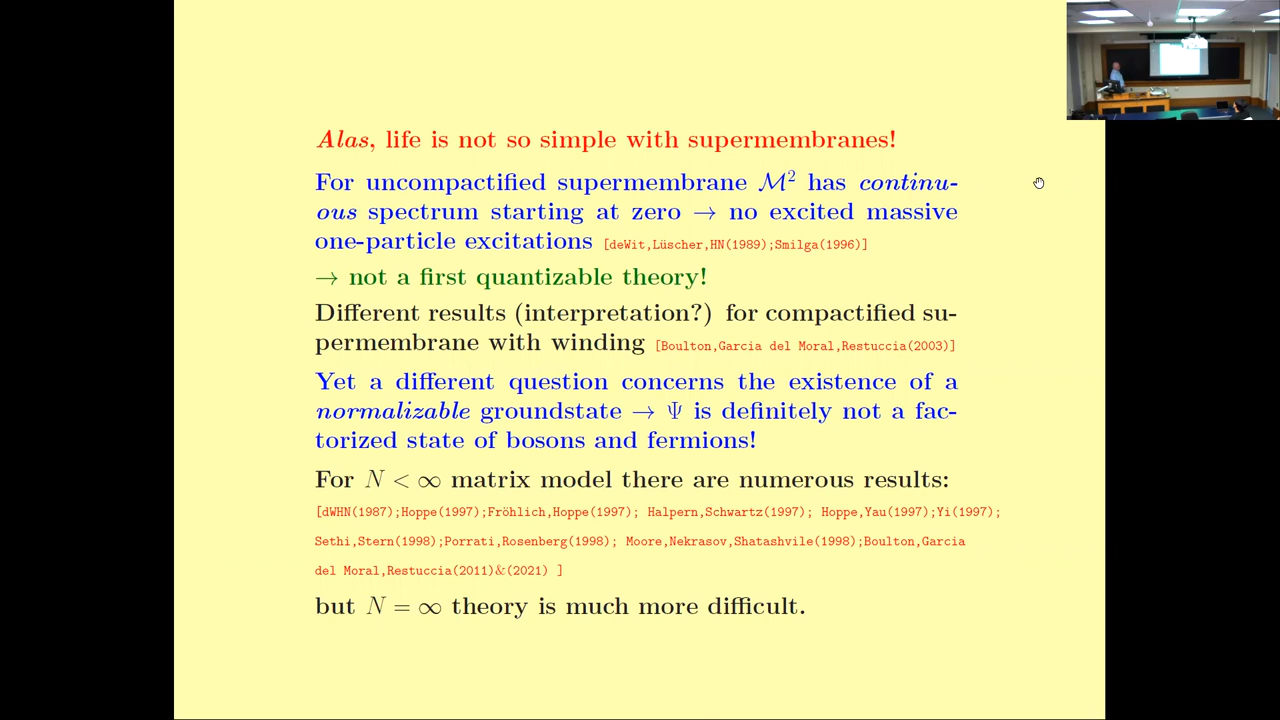 Alas, life is not so simple with supermembranes!
For uncompactified supermembrane ℳ² has continu-
ous spectrum starting at zero → no excited massive
one-particle excitations [deWit,Lüscher,HN(1989);Smilga(1996)]
→ not a first quantizable theory!
Different results (interpretation?) for compactified su-
permembrane with winding [Boulton,Garcia del Moral,Restuccia(2003)]
Yet a different question concerns the existence of a
normalizable groundstate → Ψ is definitely not a fac-
torized state of bosons and fermions!
For N < ∞ matrix model there are numerous results:
[dWHN(1987);Hoppe(1997);Fröhlich,Hoppe(1997); Halpern,Schwartz(1997); Hoppe,Yau(1997);Yi(1997);
Sethi,Stern(1998);Porrati,Rosenberg(1998); Moore,Nekrasov,Shatashvile(1998);Boulton,Garcia
del Moral,Restuccia(2011)&(2021) ]
but N = ∞ theory is much more difficult.